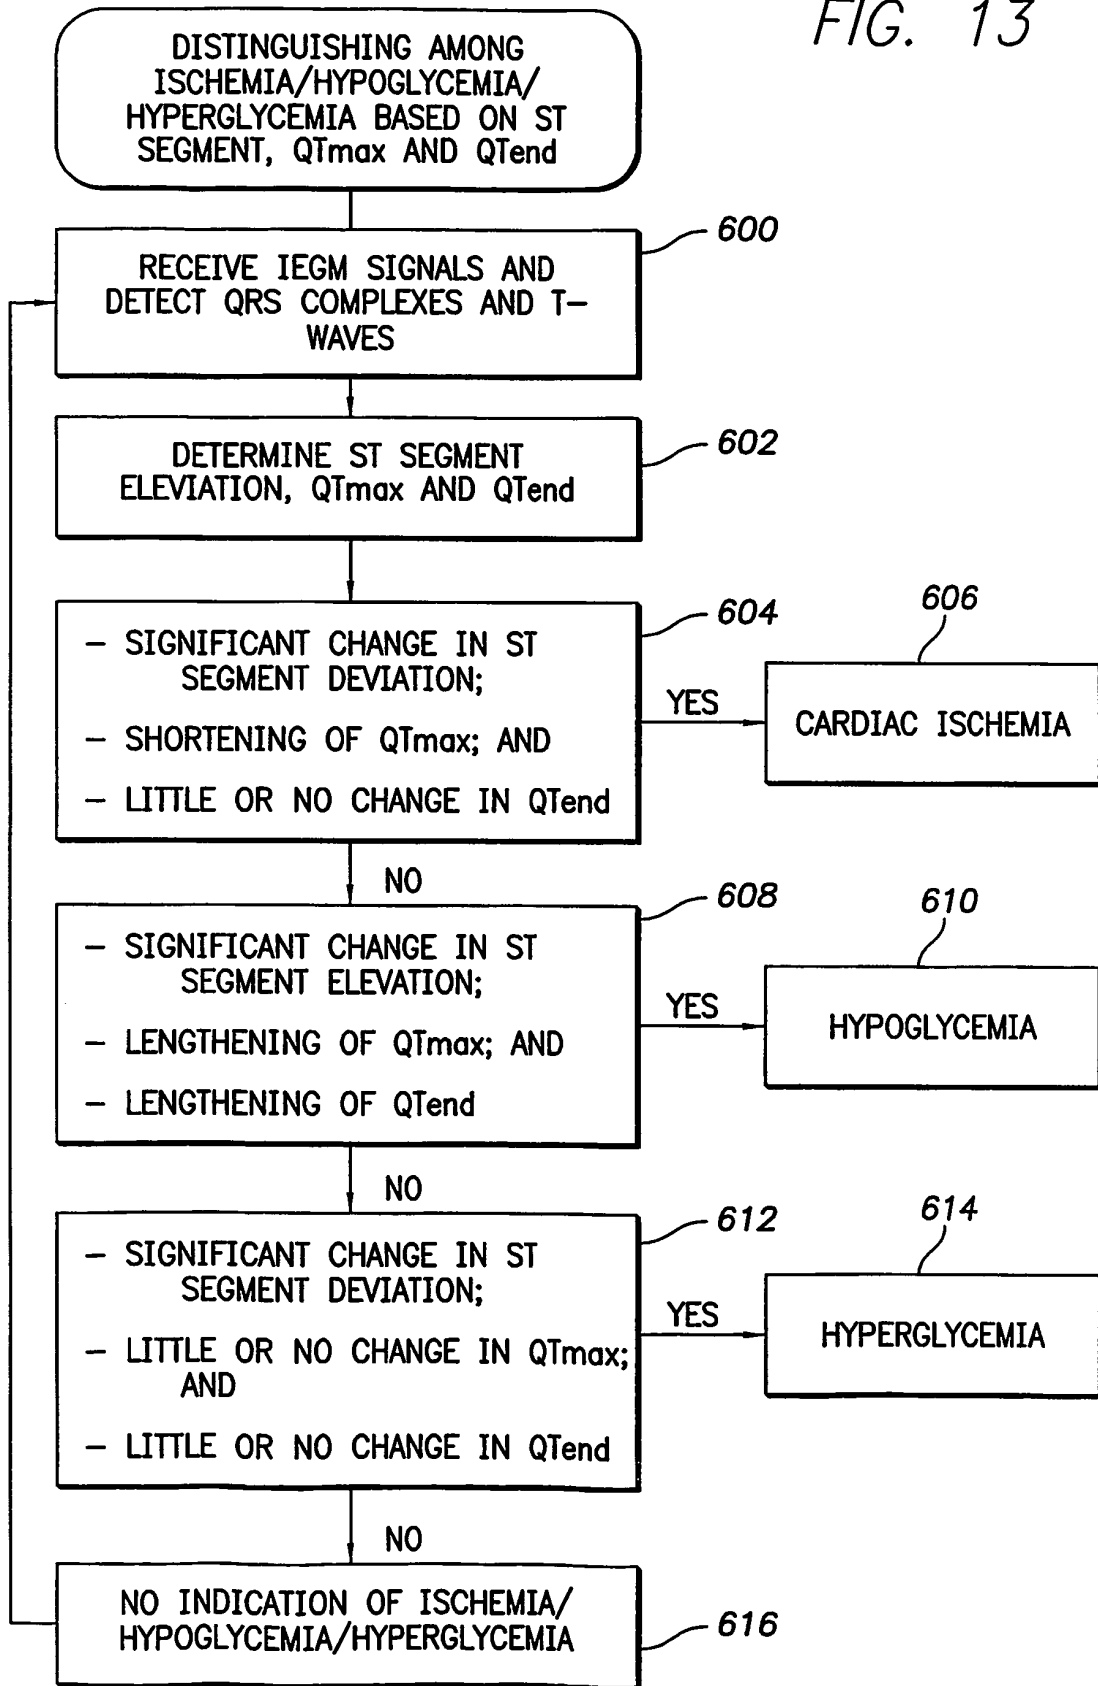 FIG. 13
DISTINGUISHING AMONG
ISCHEMIA/HYPOGLYCEMIA/
HYPERGLYCEMIA BASED ON ST
SEGMENT, QTmax AND QTend
600
RECEIVE IEGM SIGNALS AND
DETECT QRS COMPLEXES AND T-
WAVES
602
DETERMINE ST SEGMENT
ELEVIATION, QTmax AND QTend
604
- SIGNIFICANT CHANGE IN ST
SEGMENT DEVIATION;
- SHORTENING OF QTmax; AND
- LITTLE OR NO CHANGE IN QTend
YES
606
CARDIAC ISCHEMIA
NO
608
- SIGNIFICANT CHANGE IN ST
SEGMENT ELEVATION;
- LENGTHENING OF QTmax; AND
- LENGTHENING OF QTend
YES
610
HYPOGLYCEMIA
NO
612
- SIGNIFICANT CHANGE IN ST
SEGMENT DEVIATION;
- LITTLE OR NO CHANGE IN QTmax;
AND
- LITTLE OR NO CHANGE IN QTend
YES
614
HYPERGLYCEMIA
NO
NO INDICATION OF ISCHEMIA/
HYPOGLYCEMIA/HYPERGLYCEMIA
616